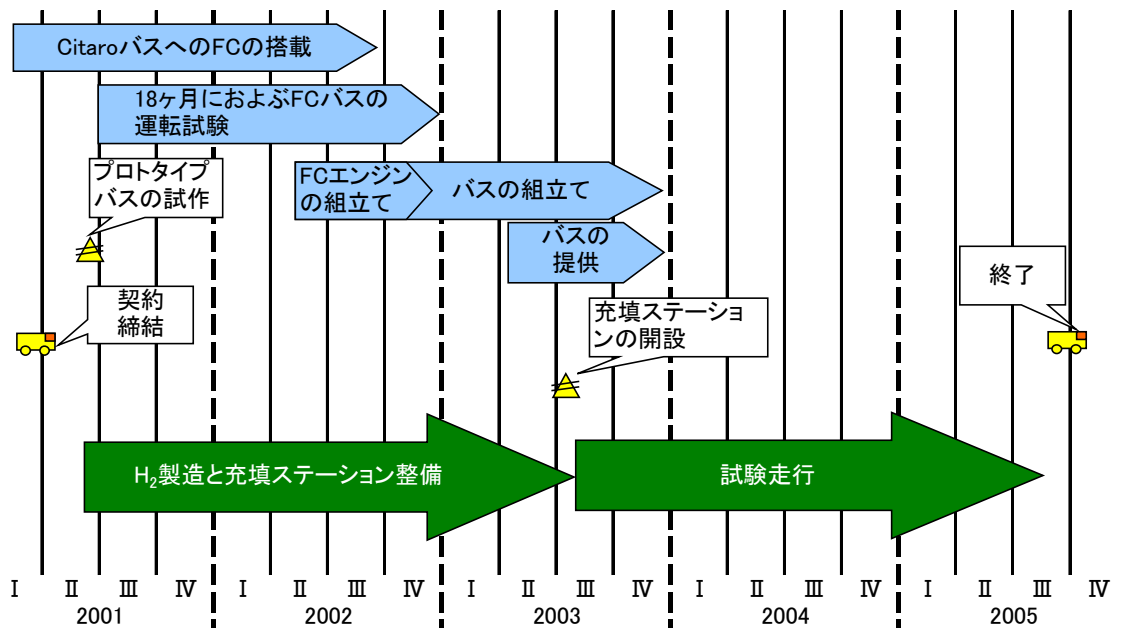 CitaroバスへのFCの搭載
18ヶ月におよぶFCバスの
運転試験
プロトタイプ
バスの試作
FCエンジン
の組立て
バスの組立て
バスの
提供
契約
締結
充填ステーショ
ンの開設
終了
H₂製造と充填ステーション整備
試験走行
Ⅰ Ⅱ Ⅲ Ⅳ Ⅰ Ⅱ Ⅲ Ⅳ Ⅰ Ⅱ Ⅲ Ⅳ Ⅰ Ⅱ Ⅲ Ⅳ Ⅰ Ⅱ Ⅲ Ⅳ
2001 2002 2003 2004 2005